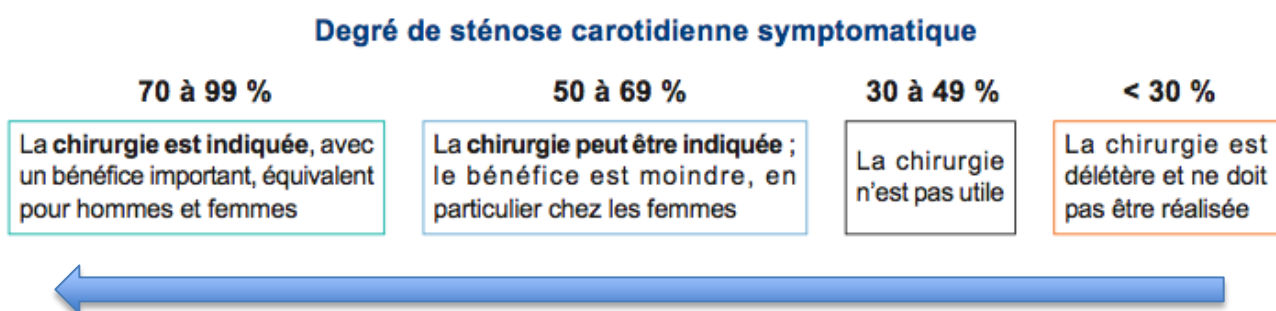 Degré de sténose carotidienne symptomatique
70 à 99 %
La chirurgie est indiquée, avec
un bénéfice important, équivalent
pour hommes et femmes
50 à 69 %
La chirurgie peut être indiquée ;
le bénéfice est moindre, en
particulier chez les femmes
30 à 49 %
La chirurgie
n'est pas utile
< 30 %
La chirurgie est
délétère et ne doit
pas être réalisée